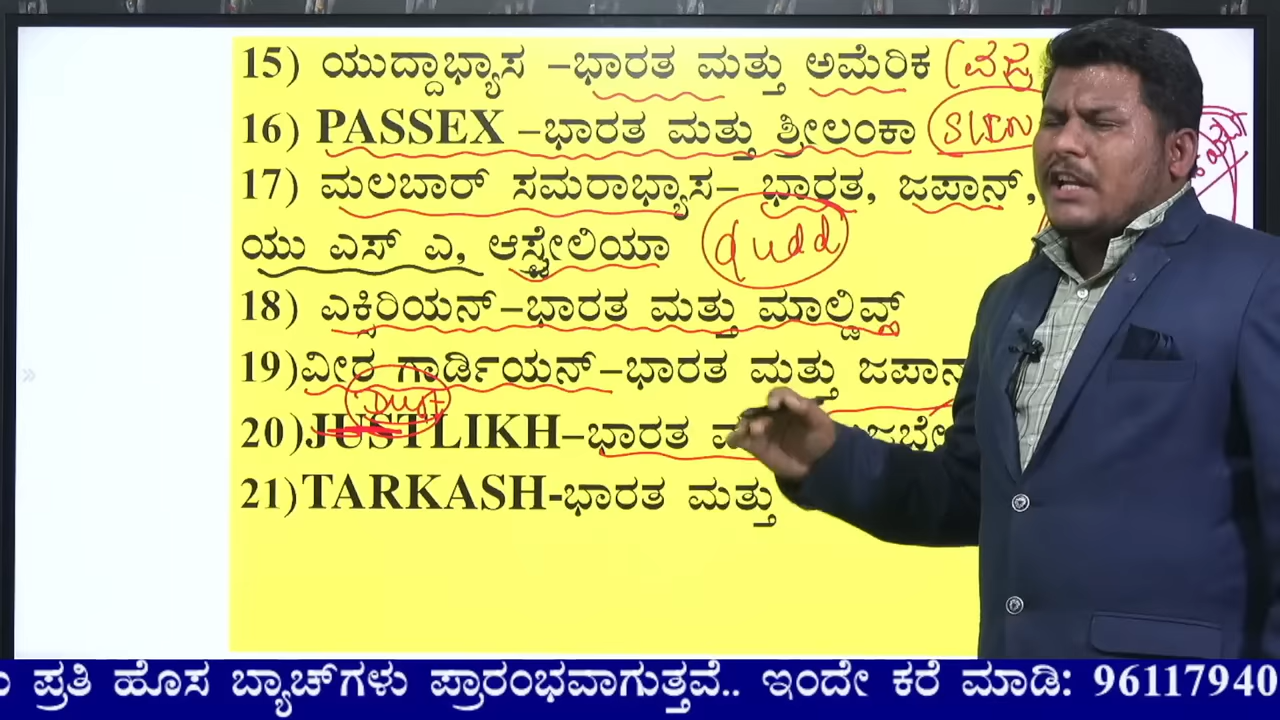 15) ಯುದ್ದಾಭ್ಯಾಸ –ಭಾರತ ಮತ್ತು ಅಮೆರಿಕ (ವಜ್ರ
16) PASSEX –ಭಾರತ ಮತ್ತು ಶ್ರೀಲಂಕಾ
17) ಮಲಬಾರ್ ಸಮರಾಭ್ಯಾಸ– ಭಾರತ, ಜಪಾನ್,
ಯು ಎಸ್ ಎ, ಆಸ್ಟ್ರೇಲಿಯಾ
18) ಎಕ್ಸಿರಿಯನ್–ಭಾರತ ಮತ್ತು ಮಾಲ್ಡಿವ್ಸ್
19)ವೀರ ಗಾರ್ಡಿಯನ್–ಭಾರತ ಮತ್ತು ಜಪಾನ
Dust
20).JUSTLIKH–ಭಾರತ
21)TARKASH-ಭಾರತ ಮತ್ತು
ಪ್ರತಿ ಹೊಸ ಬ್ಯಾಚ್‌ಗಳು ಪ್ರಾರಂಭವಾಗುತ್ತವೆ.. ಇಂದೇ ಕರೆ ಮಾಡಿ: 96117940